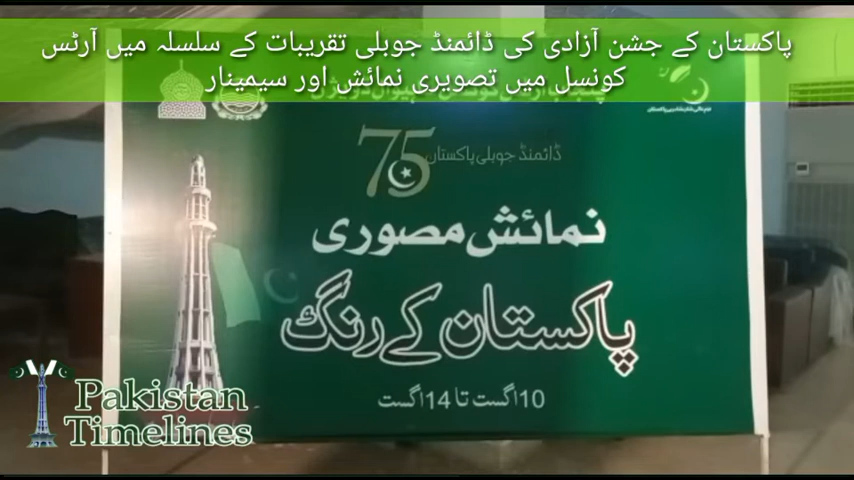 پاکستان کے جشن آزادی کی ڈائمنڈ جوبلی تقریبات کے سلسلہ میں آرٹس
کونسل میں تصویری نمائش اور سیمینار
75 ڈائمنڈ جوبلی پاکستان
نمائش مصوری
پاکستان کے رنگ
10 اگست تا 14 اگست
Pakistan
Timelines